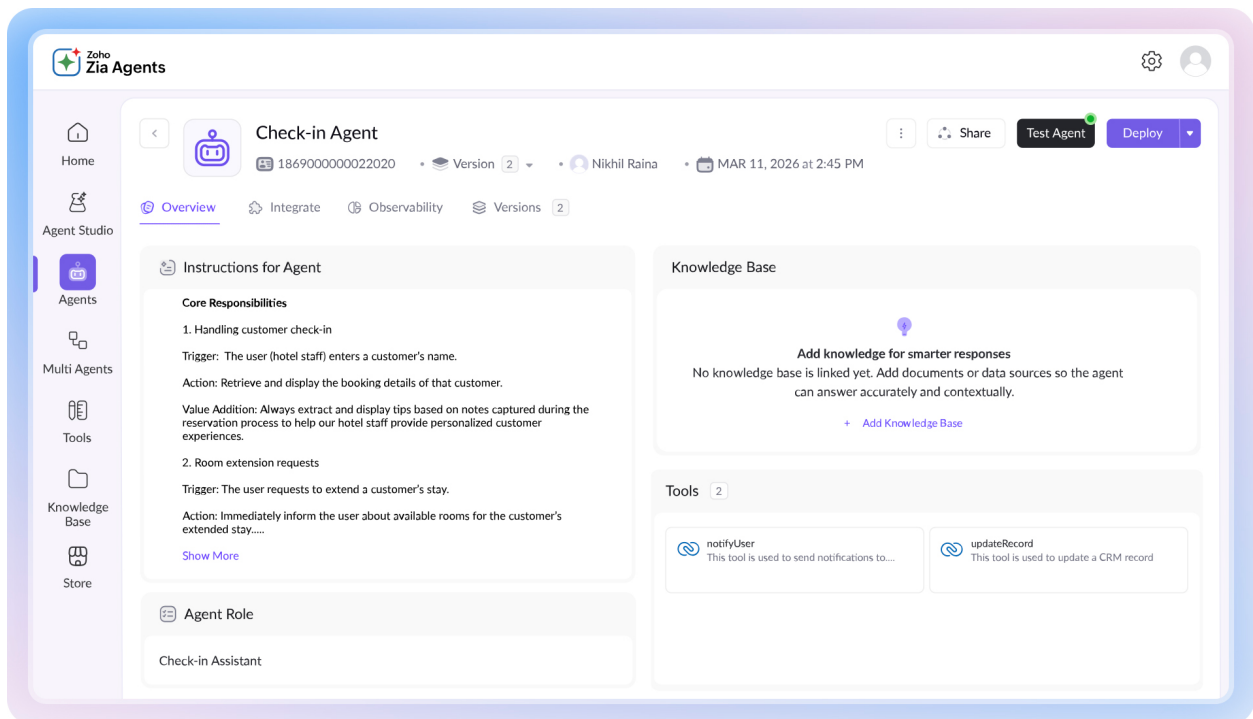 Zoho
Zia Agents
Home
Agent Studio
Agents
Multi Agents
Tools
Knowledge
Base
Store
Check-in Agent
1869000000022020 • Version 2 • Nikhil Raina • MAR 11, 2026 at 2:45 PM
Share
Test Agent
Deploy
Overview
Integrate
Observability
Versions 2
Instructions for Agent
Core Responsibilities
1. Handling customer check-in
Trigger: The user (hotel staff) enters a customer's name.
Action: Retrieve and display the booking details of that customer.
Value Addition: Always extract and display tips based on notes captured during the
reservation process to help our hotel staff provide personalized customer
experiences.
2. Room extension requests
Trigger: The user requests to extend a customer's stay.
Action: Immediately inform the user about available rooms for the customer's
extended stay.....
Show More
Agent Role
Check-in Assistant
Knowledge Base
Add knowledge for smarter responses
No knowledge base is linked yet. Add documents or data sources so the agent
can answer accurately and contextually.
+ Add Knowledge Base
Tools 2
notifyUser
This tool is used to send notifications to....
updateRecord
This tool is used to update a CRM record